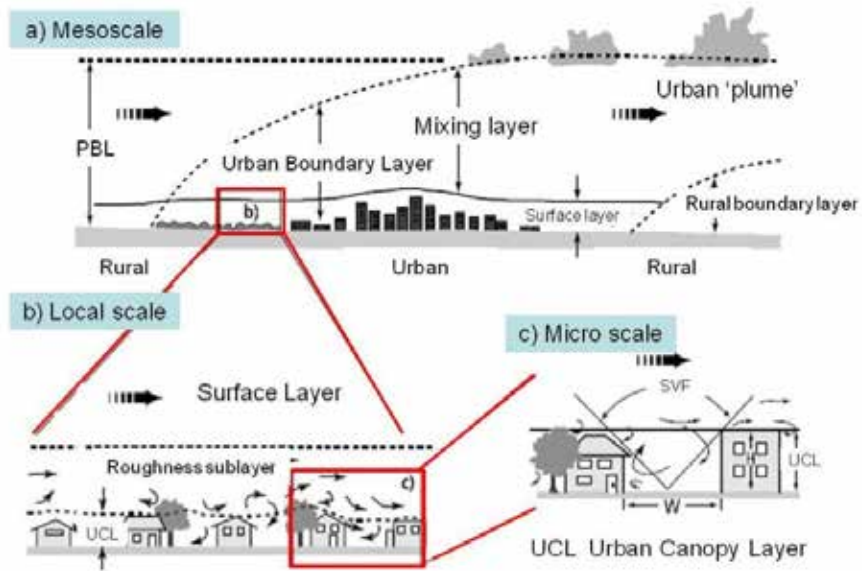 a) Mesoscale
Urban 'plume'
PBL
Mixing layer
Urban Boundary Layer
b)
Surface layer
Rural boundary layer
Rural
Urban
Rural
b) Local scale
Surface Layer
Roughness sublayer
c)
UCL
c) Micro scale
SVF
H
UCL
W
UCL Urban Canopy Layer